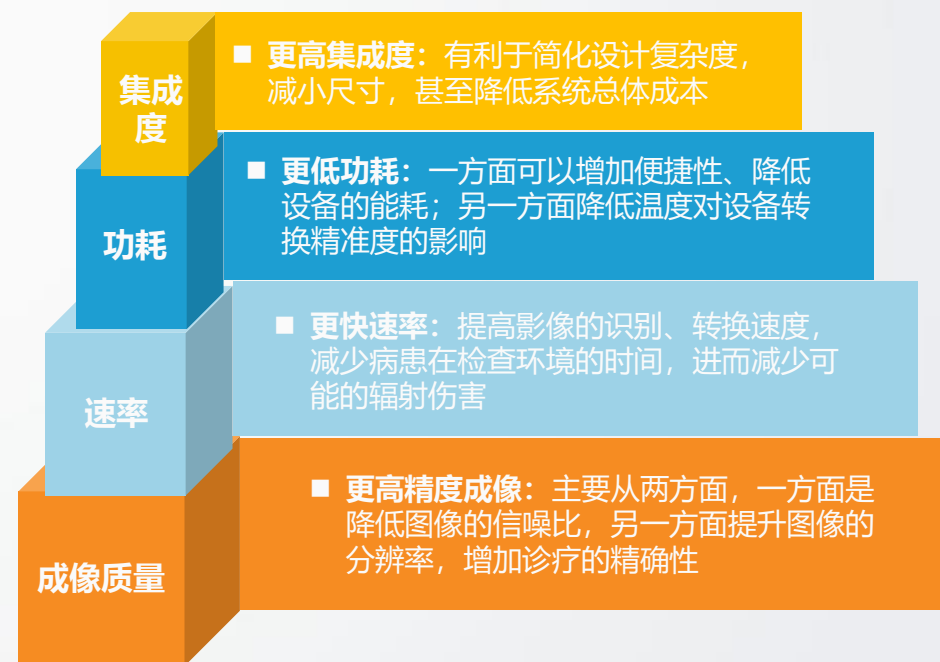 集成
度
■ 更高集成度：有利于简化设计复杂度，
减小尺寸，甚至降低系统总体成本
功耗
■ 更低功耗：一方面可以增加便捷性、降低
设备的能耗；另一方面降低温度对设备转
换精准度的影响
速率
■ 更快速率：提高影像的识别、转换速度，
减少病患在检查环境的时间，进而减少可
能的辐射伤害
成像质量
■ 更高精度成像：主要从两方面，一方面是
降低图像的信噪比，另一方面提升图像的
分辨率，增加诊疗的精确性